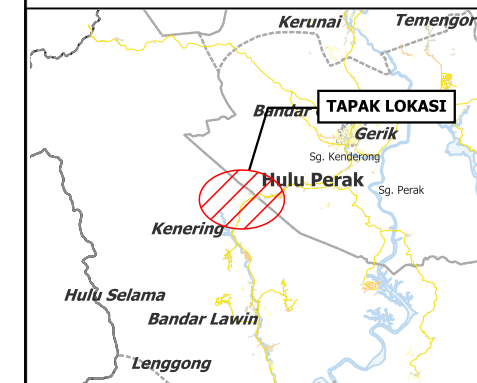 Kerunai
Temengor
Bandar
TAPAK LOKASI
Gerik
Sg. Kenderong
Hulu Perak
Sg. Perak
Kenering
Hulu Selama
Bandar Lawin
Lenggong